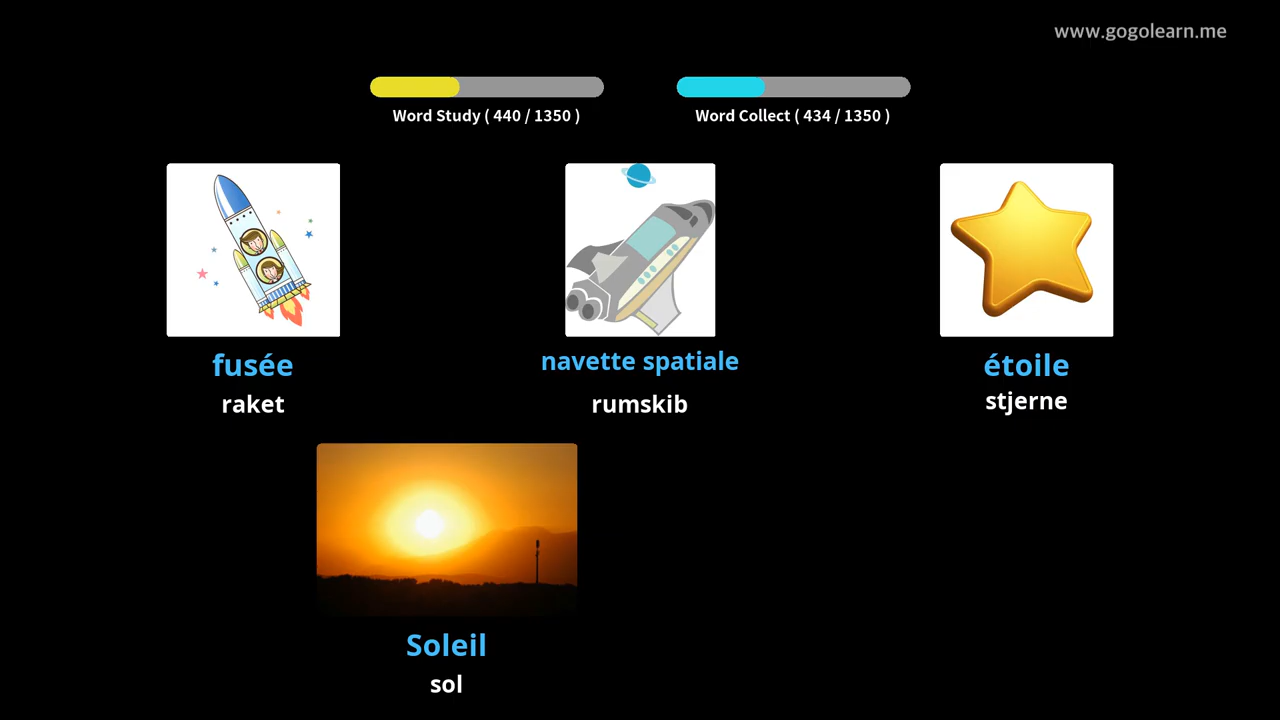 www.gogolearn.me
Word Study ( 440 / 1350 )
Word Collect ( 434 / 1350 )
fusée
navette spatiale
étoile
raket
rumskib
stjerne
Soleil
sol